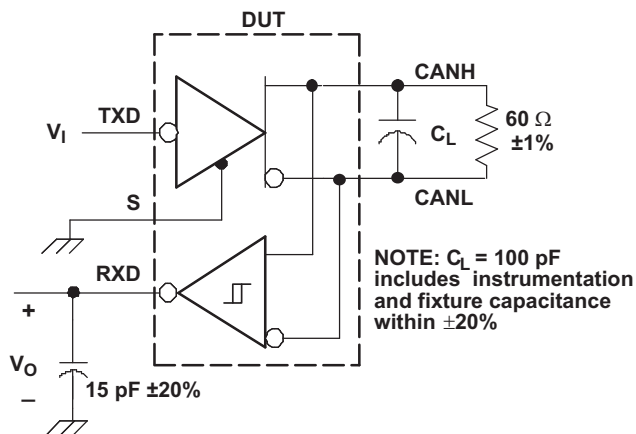 DUT
CANH
TXD
VI
CL
60 Ω
±1%
S
CANL
RXD
NOTE: CL = 100 pF
includes instrumentation
and fixture capacitance
within ±20%
+
VO
15 pF ±20%
–